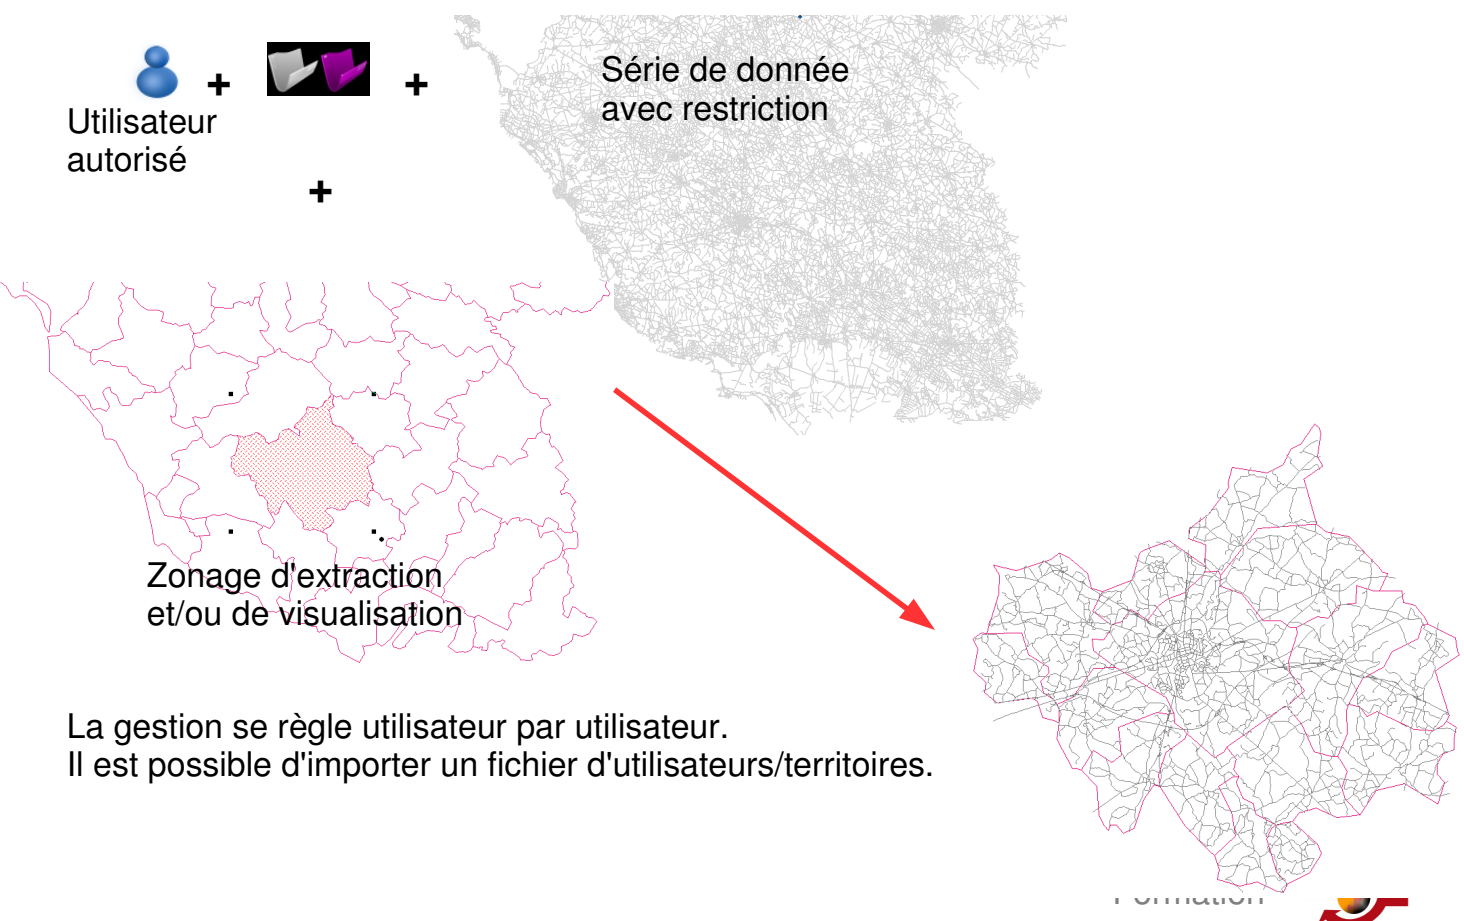 Série de donnée
avec restriction
+
+
Utilisateur
autorisé
+
Zonage d'extraction
et/ou de visualisation
La gestion se règle utilisateur par utilisateur.
Il est possible d'importer un fichier d'utilisateurs/territoires.
Formation